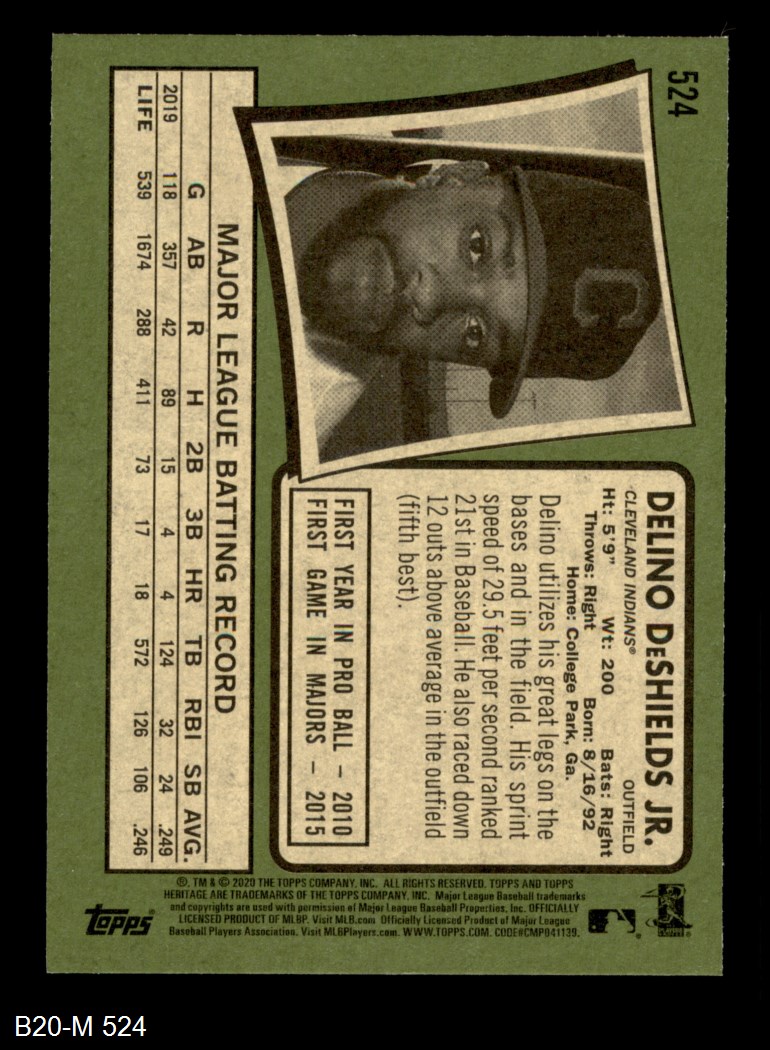 524
DELINO DeSHIELDS JR.
CLEVELAND INDIANS® OUTFIELD
Ht: 5'9" Wt: 200 Bats: Right
Throws: Right Born: 8/16/92
Home: College Park, Ga.
Delino utilizes his great legs on the
bases and in the field. His sprint
speed of 29.5 feet per second ranked
21st in Baseball. He also raced down
12 outs above average in the outfield
(fifth best).
FIRST YEAR IN PRO BALL – 2010
FIRST GAME IN MAJORS – 2015
C
MAJOR LEAGUE BATTING RECORD
G AB R H 2B 3B HR TB RBI SB AVG.
2019 118 357 42 89 15 4 4 124 32 24 .249
LIFE 539 1674 288 411 73 17 18 572 126 106 .246
®, TM & © 2020 THE TOPPS COMPANY, INC. ALL RIGHTS RESERVED. TOPPS AND TOPPS
HERITAGE ARE TRADEMARKS OF THE TOPPS COMPANY, INC. Major League Baseball trademarks
and copyrights are used with permission of Major League Baseball Properties, Inc. OFFICIALLY
LICENSED PRODUCT OF MLBP. Visit MLB.com Officially Licensed Product of Major League
Baseball Players Association. Visit MLBPlayers.com. WWW.TOPPS.COM. CODE#CMP041139.
TOPPS®
B20-M 524